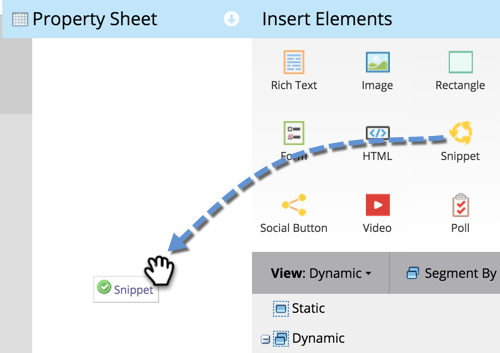 Property Sheet
Insert Elements
Rich Text
Image
Rectangle
Form
HTML
Snippet
Social Button
Video
Poll
Snippet
View: Dynamic
Segment By
Static
Dynamic